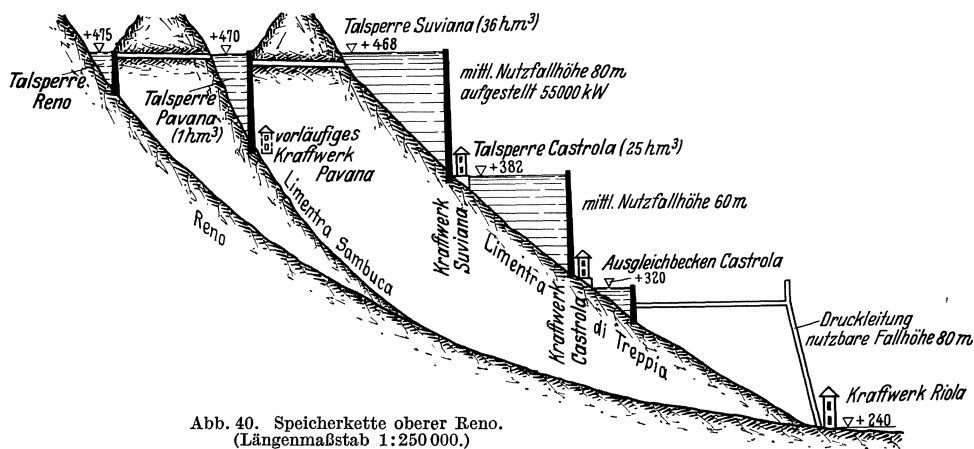 +475
+470
Talsperre Suviana (36 h.m³)
+468
Talsperre
Reno
Talsperre
Pavana
(1 hm³)
mittl. Nutzfallhöhe 80 m
aufgestellt 55000 kW
vorläufiges
Kraftwerk
Pavana
Talsperre Castrola (25 h.m³)
+382
Reno
Limentra Sambuca
Kraftwerk
Suviana
Limentra
di Treppia
mittl. Nutzfallhöhe 60 m
Kraftwerk
Castrola
Ausgleichbecken Castrola
+320
Druckleitung
nutzbare Fallhöhe 80 m
Kraftwerk Riola
+240
Abb. 40. Speicherkette oberer Reno.
(Längenmaßstab 1:250 000.)